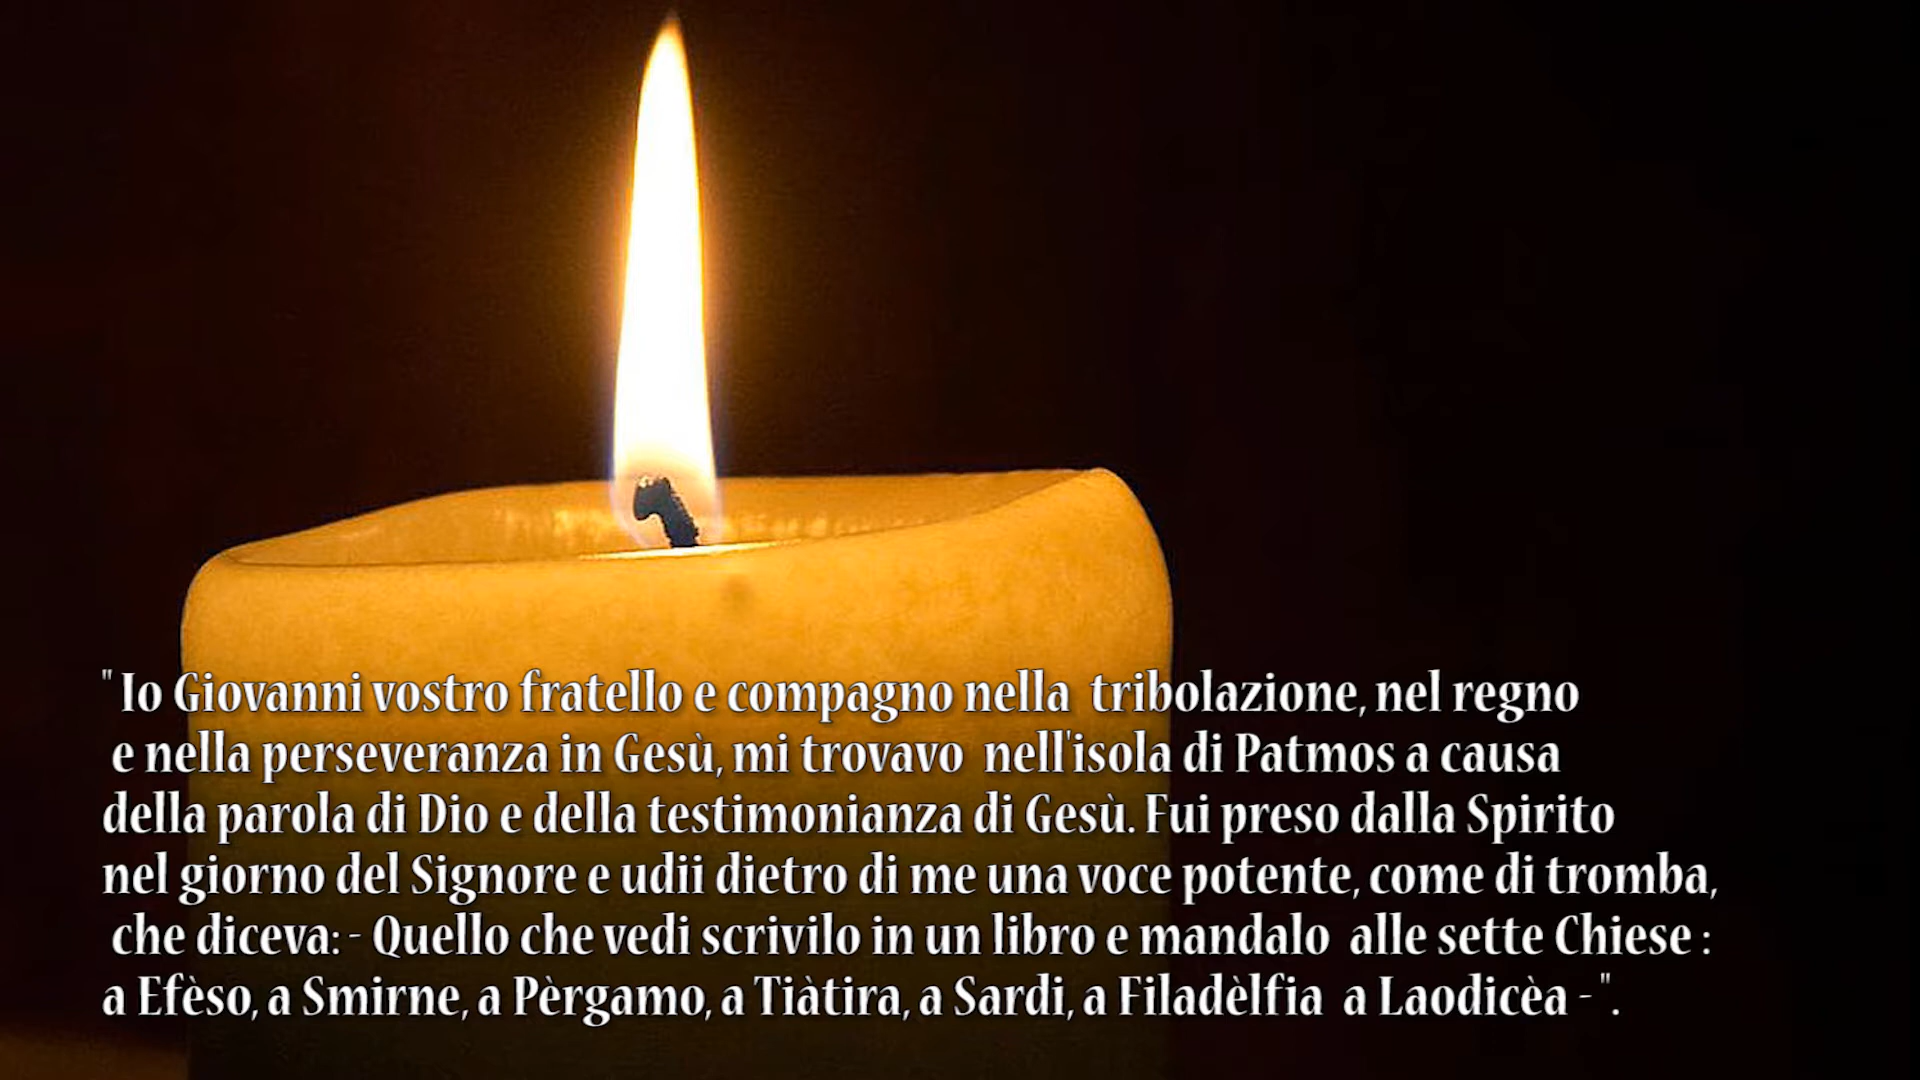 " Io Giovanni vostro fratello e compagno nella tribolazione, nel regno
e nella perseveranza in Gesù, mi trovavo nell'isola di Patmos a causa
della parola di Dio e della testimonianza di Gesù. Fui preso dalla Spirito
nel giorno del Signore e udii dietro di me una voce potente, come di tromba,
che diceva: - Quello che vedi scrivilo in un libro e mandalo alle sette Chiese :
a Efèso, a Smirne, a Pèrgamo, a Tiàtira, a Sardi, a Filadèlfia a Laodicèa - ".